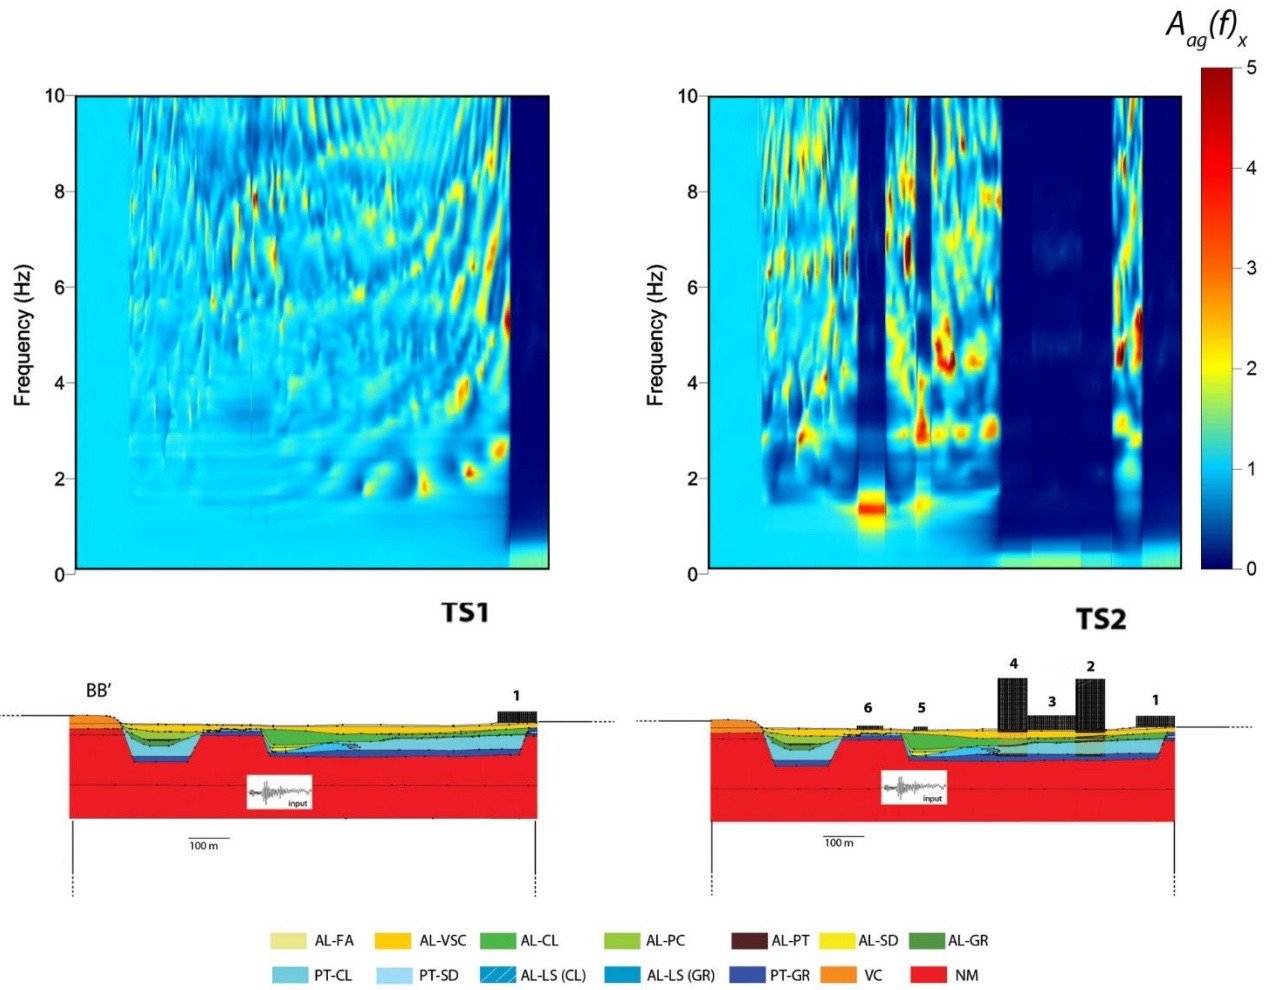 A_ag(f)_x
10
8
6
4
2
0
Frequency (Hz)
10
8
6
4
2
0
Frequency (Hz)
5
4
3
2
1
0
TS1
TS2
BB'
1
input
100 m
6
5
4
3
2
1
input
100 m
AL-FA AL-VSC AL-CL AL-PC AL-PT AL-SD AL-GR
PT-CL PT-SD AL-LS (CL) AL-LS (GR) PT-GR VC NM